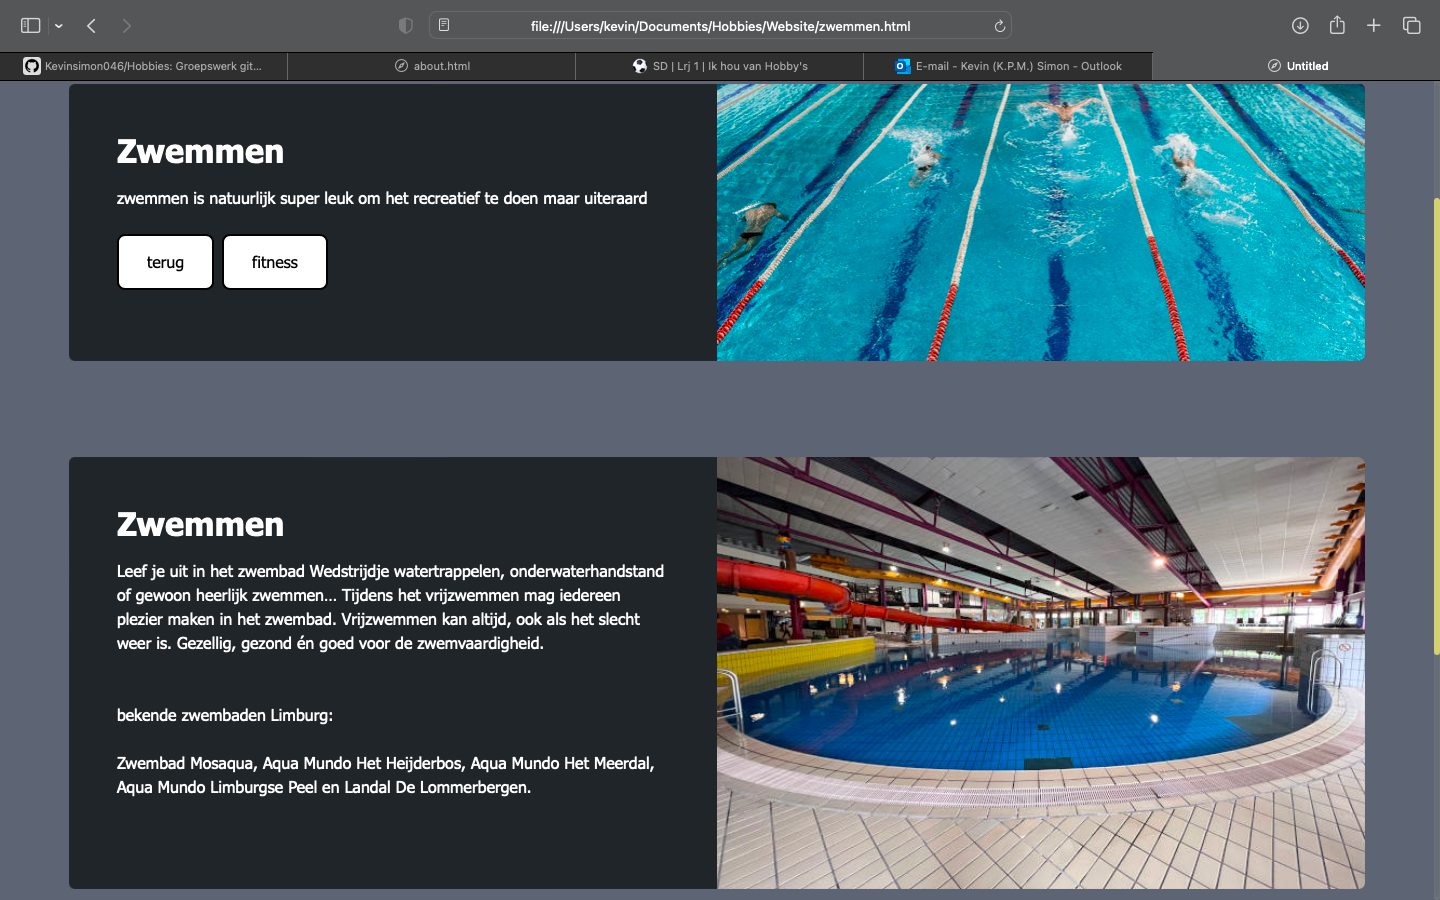 file:///Users/kevin/Documents/Hobbies/Website/zwemmen.html
Kevinsimon046/Hobbies: Groepswerk git...
about.html
SD | Lrj 1 | Ik hou van Hobby's
E-mail - Kevin (K.P.M.) Simon - Outlook
Untitled
Zwemmen
zwemmen is natuurlijk super leuk om het recreatief te doen maar uiteraard
terug
fitness
Zwemmen
Leef je uit in het zwembad Wedstrijdje watertrappelen, onderwaterhandstand
of gewoon heerlijk zwemmen... Tijdens het vrijzwemmen mag iedereen
plezier maken in het zwembad. Vrijzwemmen kan altijd, ook als het slecht
weer is. Gezellig, gezond én goed voor de zwemvaardigheid.
bekende zwembaden Limburg:
Zwembad Mosaqua, Aqua Mundo Het Heijderbos, Aqua Mundo Het Meerdal,
Aqua Mundo Limburgse Peel en Landal De Lommerbergen.